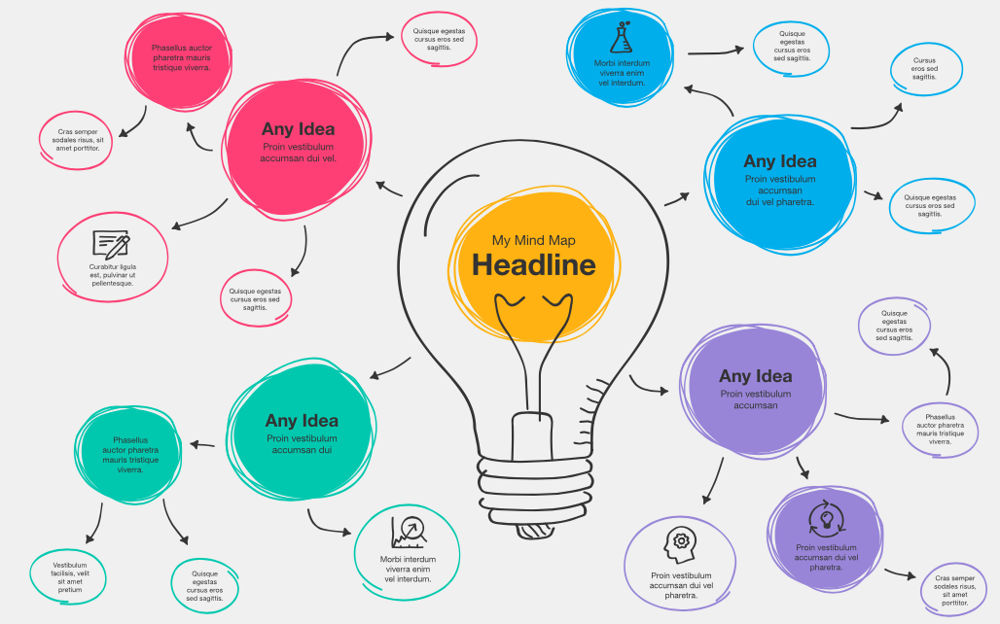 My Mind Map
Headline
Phasellus auctor
pharetra mauris
tristique viverra.
Quisque egestas
cursus eros sed
sagittis.
Cras semper
sodales risus, sit
amet porttitor.
Any Idea
Proin vestibulum
accumsan dui vel.
Curabitur ligula
est, pulvinar ut
pellentesque.
Quisque egestas
cursus eros sed
sagittis.
Morbi interdum
viverra enim
vel interdum.
Quisque
egestas
cursus eros
sed sagittis.
Cursus
eros sed
sagittis.
Any Idea
Proin vestibulum
accumsan
dui vel pharetra.
Quisque egestas
cursus eros sed
sagittis.
Any Idea
Proin vestibulum
accumsan dui
Phasellus
auctor pharetra
mauris tristique
viverra.
Vestibulum
facilisis, velit
sit amet
pretium
Quisque
egestas
cursus eros
sed sagittis.
Morbi interdum
viverra enim
vel interdum.
Any Idea
Proin vestibulum
accumsan
Quisque
egestas
cursus eros
sed sagittis.
Phasellus
auctor pharetra
mauris tristique
viverra.
Proin vestibulum
accumsan dui vel
pharetra.
Proin vestibulum
accumsan dui vel
pharetra.
Cras semper
sodales risus,
sit amet
porttitor.